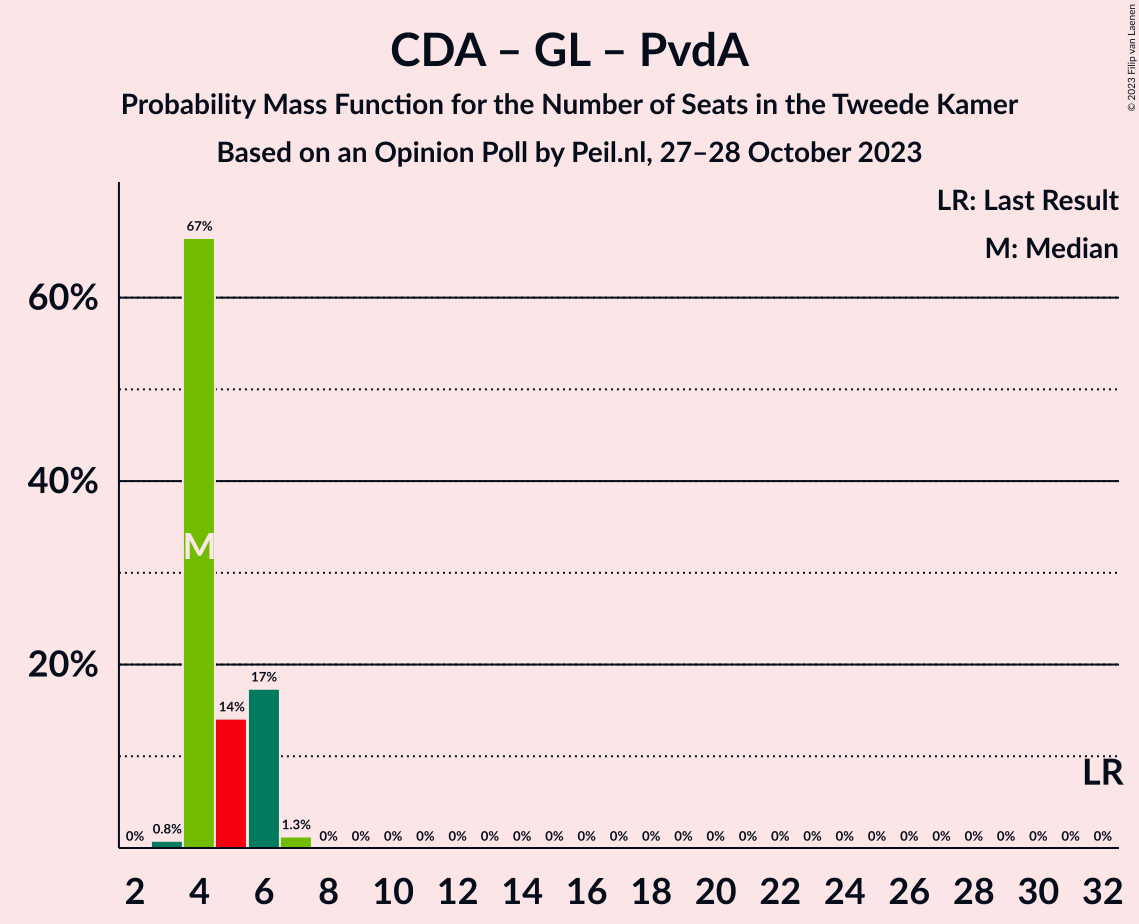 CDA – GL – PvdA
Probability Mass Function for the Number of Seats in the Tweede Kamer
Based on an Opinion Poll by Peil.nl, 27–28 October 2023
© 2023 Filip van Laenen
LR: Last Result
M: Median
67%
60%
40%
M
20%
17%
14%
LR
0% 0.8% 1.3% 0% 0% 0% 0% 0% 0% 0% 0% 0% 0% 0% 0% 0% 0% 0% 0% 0% 0% 0% 0% 0% 0% 0% 0% 0%
2 4 6 8 10 12 14 16 18 20 22 24 26 28 30 32